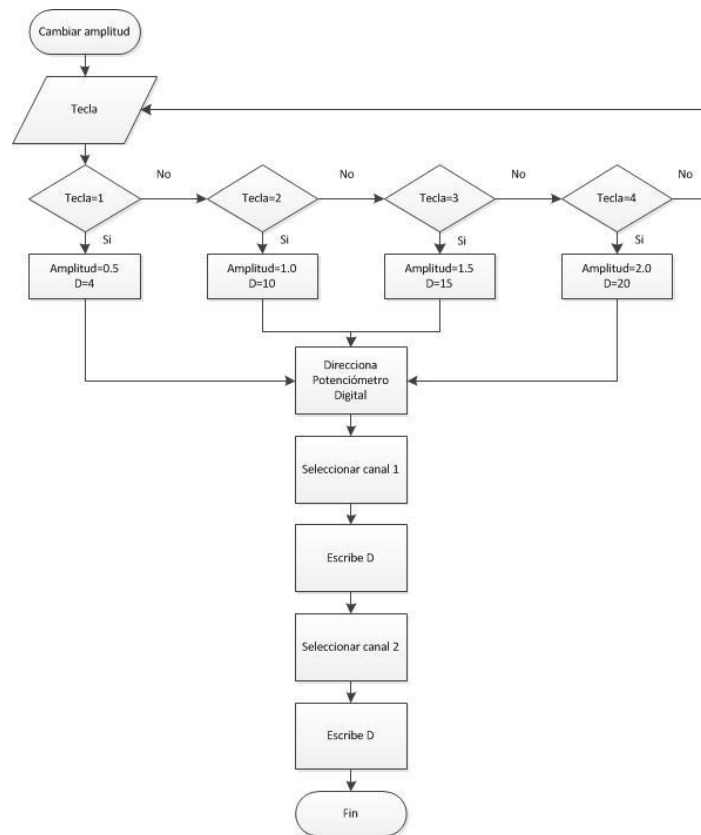 Cambiar amplitud
Tecla
Tecla=1
No
Tecla=2
No
Tecla=3
No
Tecla=4
No
Si
Si
Si
Si
Amplitud=0.5
D=4
Amplitud=1.0
D=10
Amplitud=1.5
D=15
Amplitud=2.0
D=20
Direcciona
Potenciómetro
Digital
Seleccionar canal 1
Escribe D
Seleccionar canal 2
Escribe D
Fin